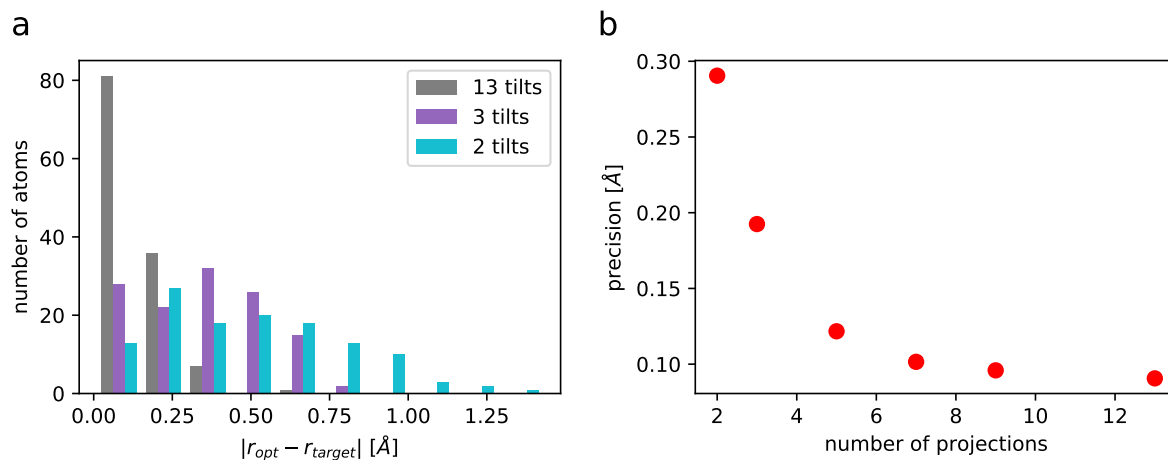 a
80
60
40
20
0
number of atoms
13 tilts
3 tilts
2 tilts
0.00 0.25 0.50 0.75 1.00 1.25
|r_opt − r_target| [Å]
b
0.30
0.25
0.20
0.15
0.10
precision [Å]
2 4 6 8 10 12
number of projections